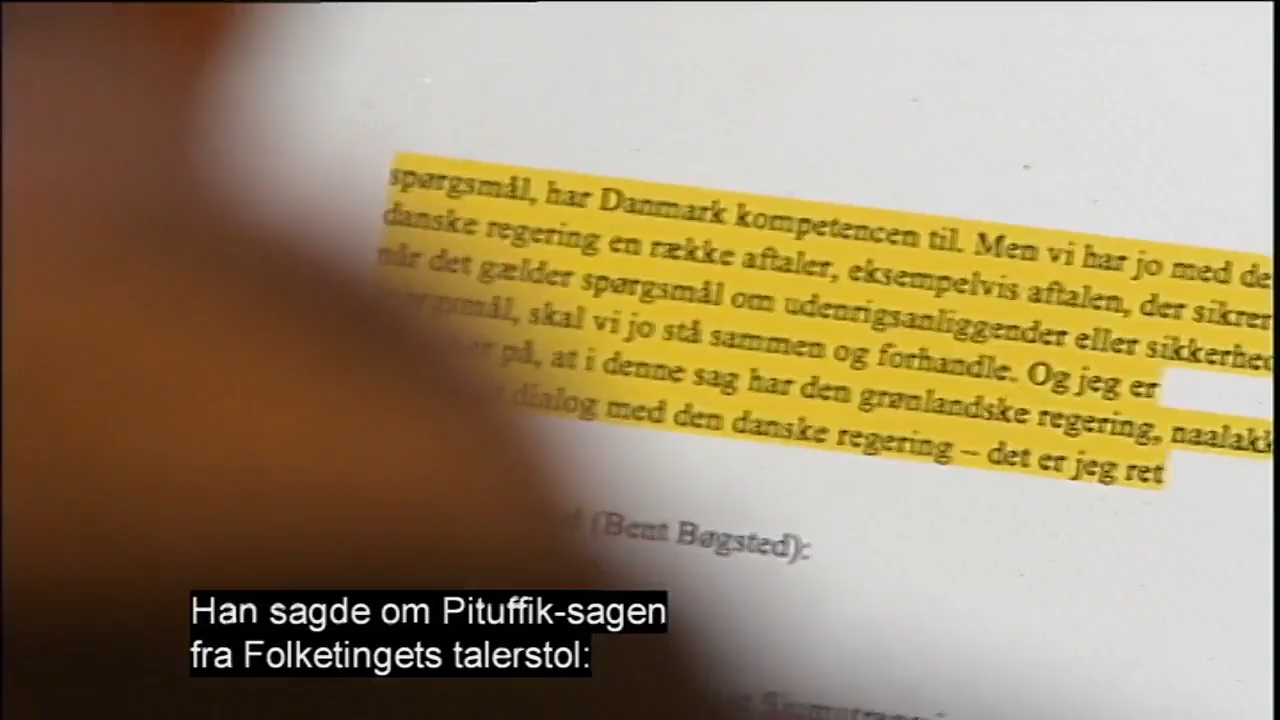 spørgsmål, har Danmark kompetencen til. Men vi har jo med de
danske regering en række aftaler, eksempelvis aftalen, der sikrer
når det gælder spørgsmål om udenrigsanliggender eller sikkerhed
skal vi jo stå sammen og forhandle. Og jeg er
på, at i denne sag har den grønlandske regering, naalakk
dialog med den danske regering – det er jeg ret
(Bent Bøgsted):
Han sagde om Pituffik-sagen
fra Folketingets talerstol: